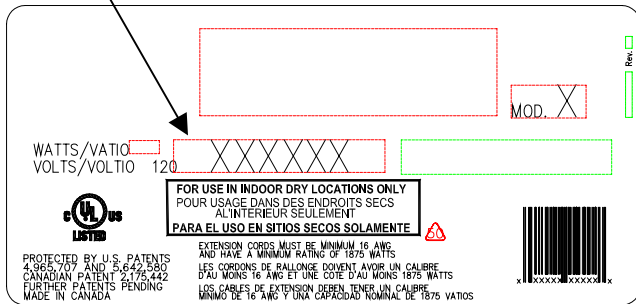 Rev.
MOD. X
WATTS/VATIO
VOLTS/VOLTIO 120 XXXXXX
FOR USE IN INDOOR DRY LOCATIONS ONLY
POUR USAGE DANS DES ENDROITS SECS
AL'INTERIEUR SEULEMENT
PARA EL USO EN SITIOS SECOS SOLAMENTE
50
c UL us
LISTED
EXTENSION CORDS MUST BE MINIMUM 16 AWG
AND HAVE A MINIMUM RATING OF 1875 WATTS
LES CORDONS DE RALLONGE DOIVENT AVOIR UN CALIBRE
D'AU MOINS 16 AWG ET UNE COTE D'AU MOINS 1875 WATTS
LOS CABLES DE EXTENSION DEBEN TENER UN CALIBRE
MINIMO DE 16 AWG Y UNA CAPACIDAD NOMINAL DE 1875 VATIOS
PROTECTED BY U.S. PATENTS
4,965,707 AND 5,642,580
CANADIAN PATENT 2,175,442
FURTHER PATENTS PENDING
MADE IN CANADA
x xxxxx xxxxx x